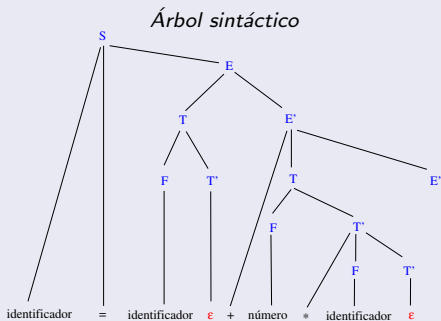 Árbol sintáctico
S
E
T E'
F T' T E'
F T'
F T'
identificador = identificador ε + número * identificador ε